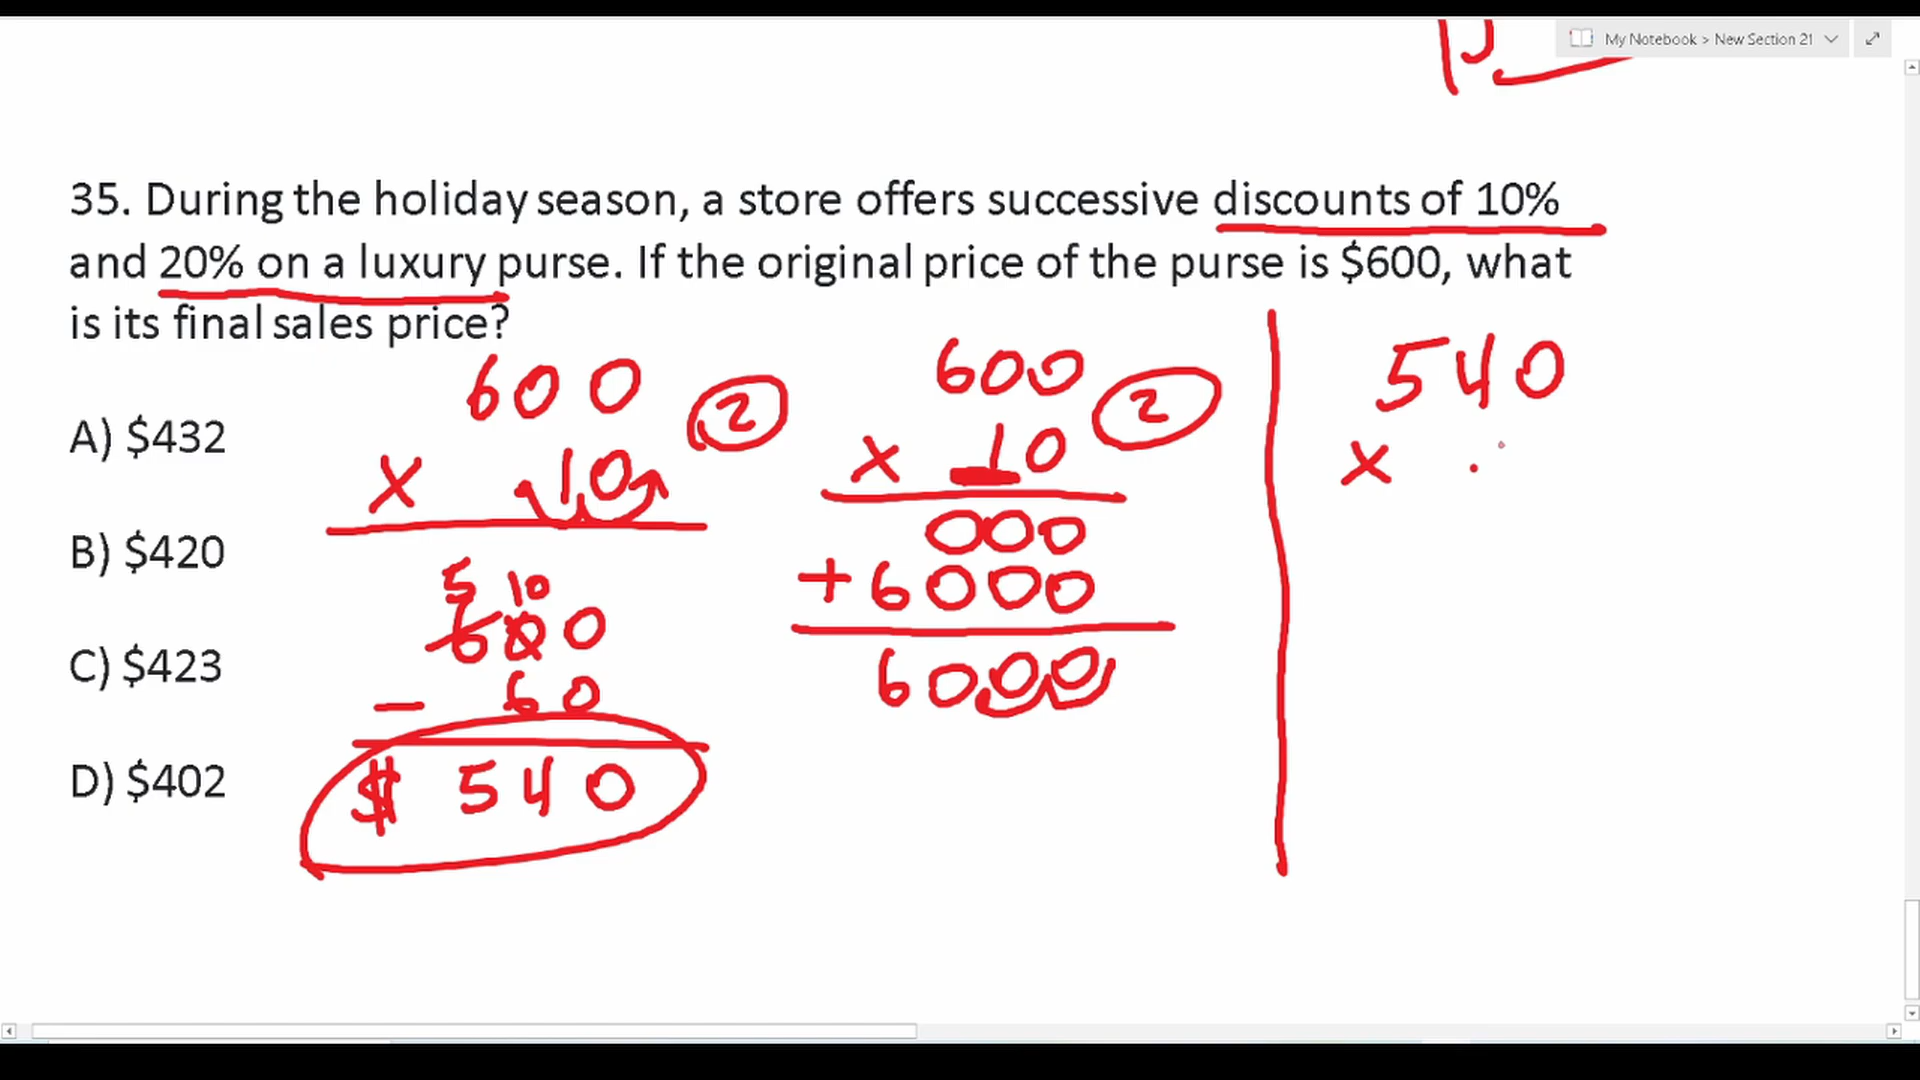 My Notebook > New Section 21
35. During the holiday season, a store offers successive discounts of 10%
and 20% on a luxury purse. If the original price of the purse is $600, what
is its final sales price?
A) $432
B) $420
C) $423
D) $402
600
x .10
2
5 10
600
- 60
$ 540
600
x .10
2
000
+ 6000
6000
540
x .